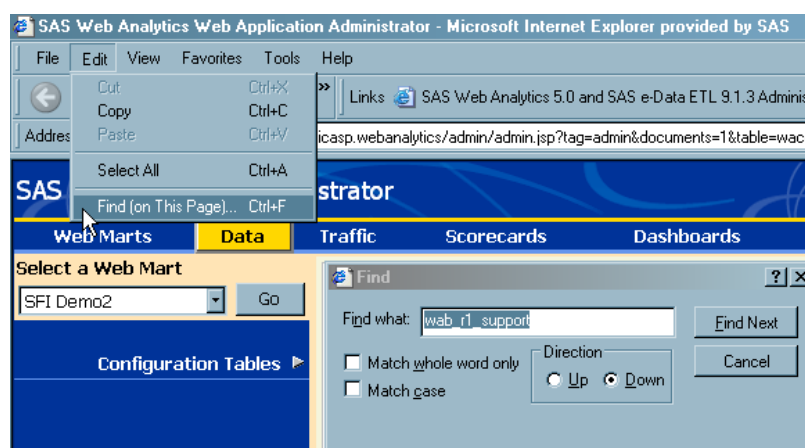 SAS Web Analytics Web Application Administrator - Microsoft Internet Explorer provided by SAS
File Edit View Favorites Tools Help
Cut Ctrl+X
Copy Ctrl+C
Paste Ctrl+V
Select All Ctrl+A
Find (on This Page)... Ctrl+F
» Links SAS Web Analytics 5.0 and SAS e-Data ETL 9.1.3 Adminis
Addres icasp.webanalytics/admin/admin.jsp?tag=admin&documents=1&table=wac
SAS strator
Web Marts Data Traffic Scorecards Dashboards
Select a Web Mart
SFI Demo2 Go
Configuration Tables
Find
Find what: wab_r1_support Find Next
Match whole word only Direction Cancel
Match case Up Down